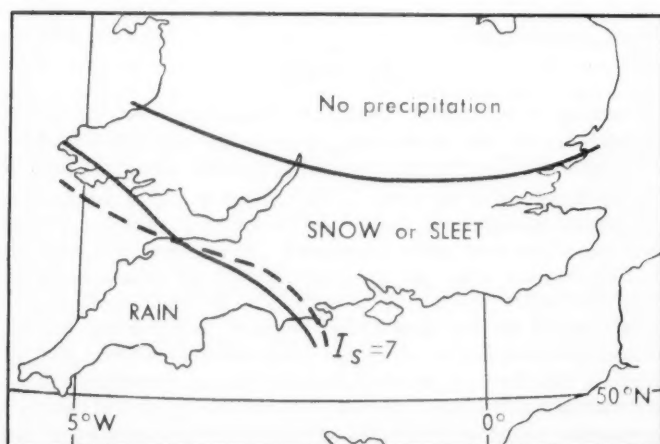 No precipitation
SNOW or SLEET
RAIN
I_s = 7
5°W
0°
50°N